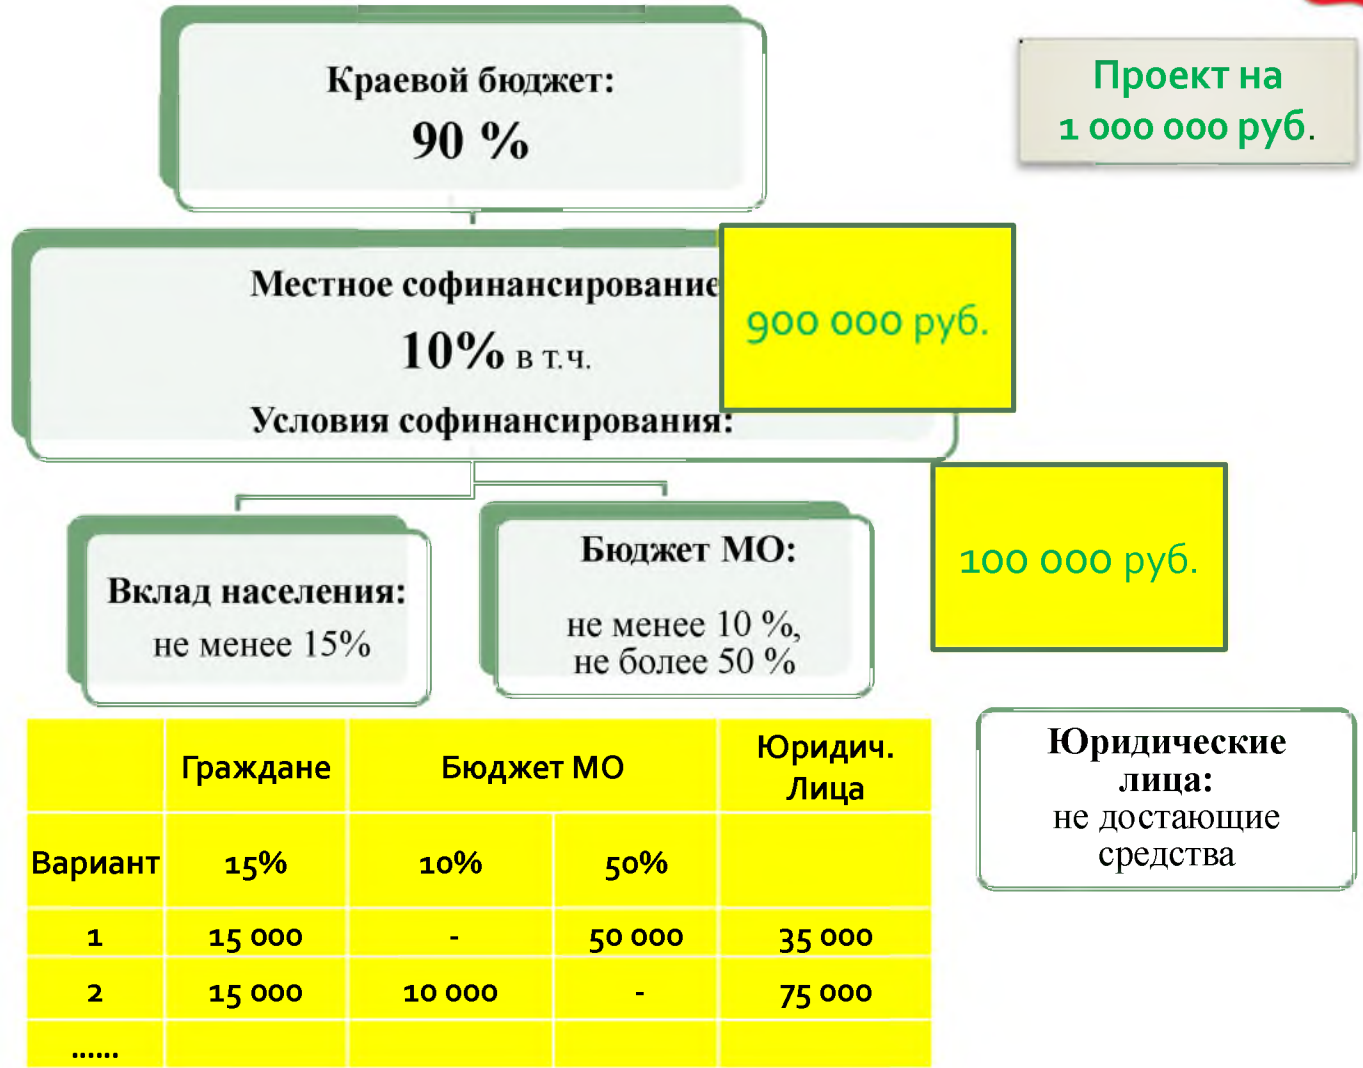 Краевой бюджет:
90 %
Проект на
1 000 000 руб.
Местное софинансирование
10% в т.ч.
Условия софинансирования:
900 000 руб.
100 000 руб.
Вклад населения:
не менее 15%
Бюджет МО:
не менее 10 %,
не более 50 %
Юридические
лица:
не достающие
средства
Граждане Бюджет МО Юридич. Лица
Вариант 15% 10% 50%
1 15 000 - 50 000 35 000
2 15 000 10 000 - 75 000
......